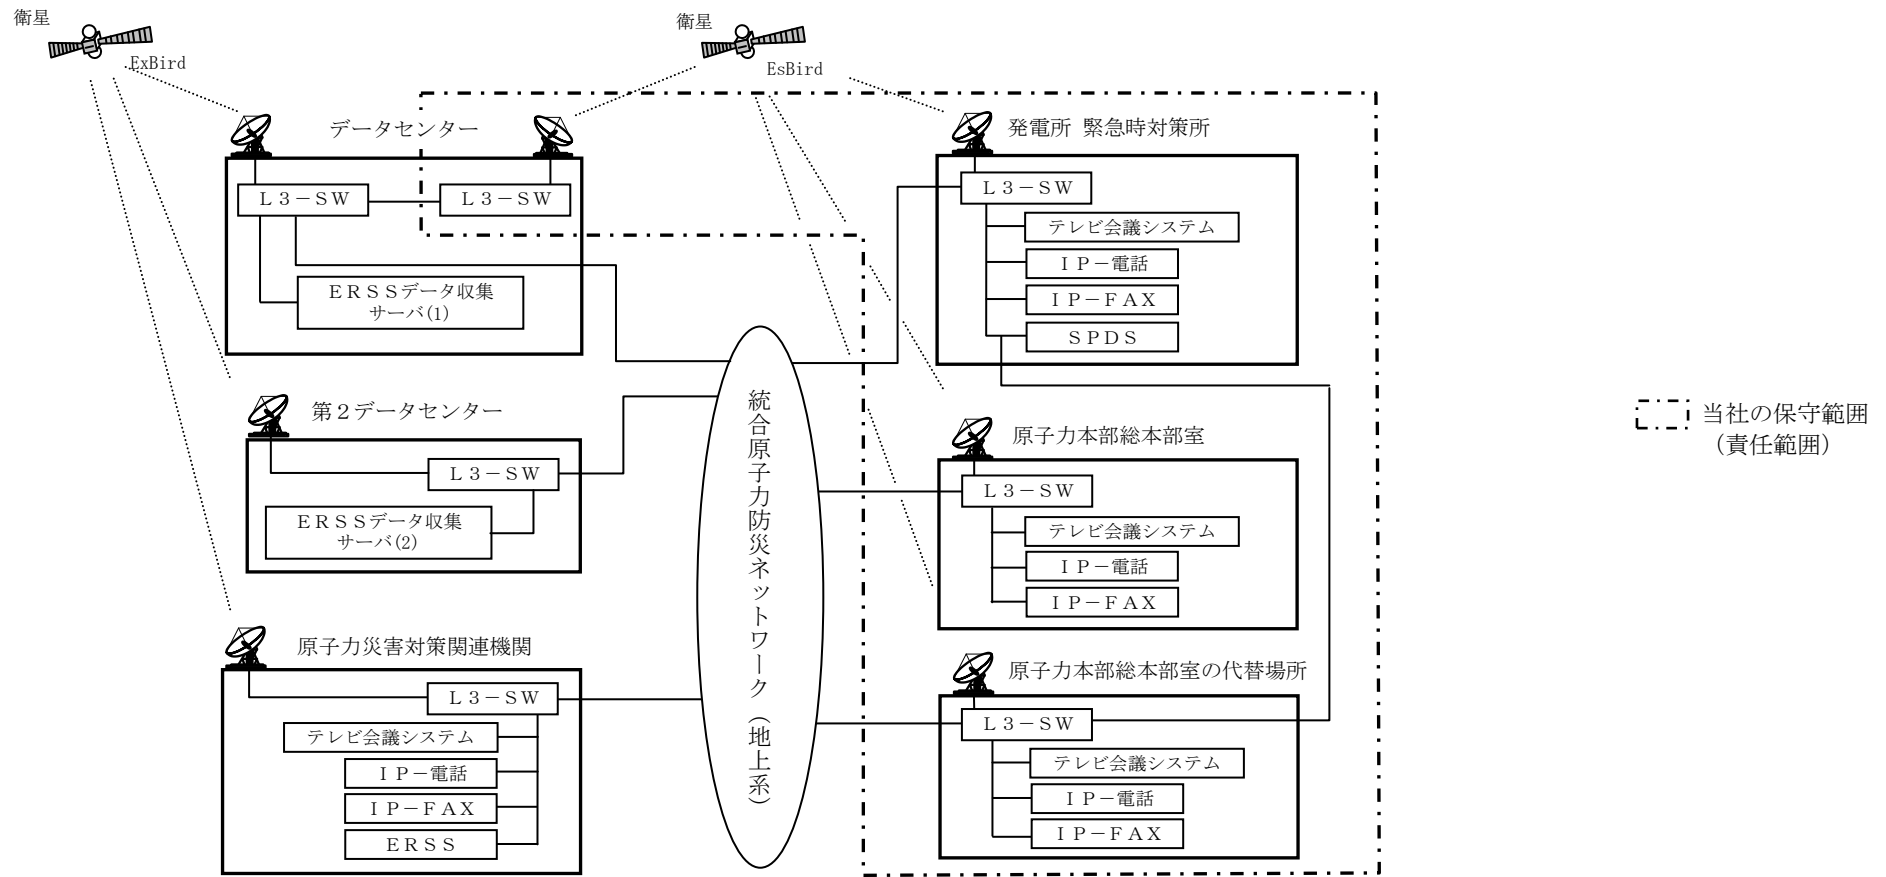 衛星
ExBird
衛星
EsBird
データセンター
Ｌ３－ＳＷ
Ｌ３－ＳＷ
ＥＲＳＳデータ収集
サーバ(1)
第２データセンター
Ｌ３－ＳＷ
ＥＲＳＳデータ収集
サーバ(2)
原子力災害対策関連機関
Ｌ３－ＳＷ
テレビ会議システム
ＩＰ－電話
ＩＰ－ＦＡＸ
ＥＲＳＳ
統合原子力防災ネットワーク（地上系）
発電所 緊急時対策所
Ｌ３－ＳＷ
テレビ会議システム
ＩＰ－電話
ＩＰ－ＦＡＸ
ＳＰＤＳ
原子力本部総本部室
Ｌ３－ＳＷ
テレビ会議システム
ＩＰ－電話
ＩＰ－ＦＡＸ
原子力本部総本部室の代替場所
Ｌ３－ＳＷ
テレビ会議システム
ＩＰ－電話
ＩＰ－ＦＡＸ
当社の保守範囲
（責任範囲）